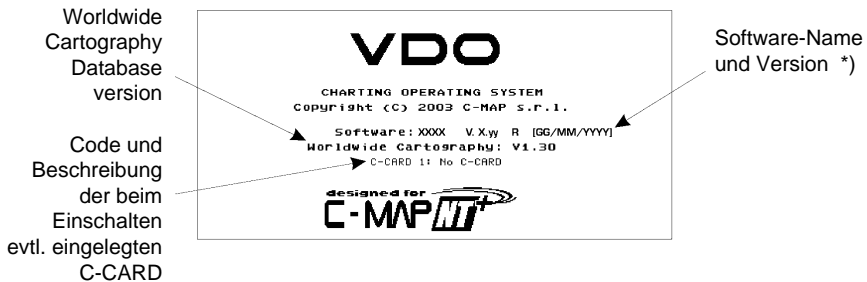 Worldwide
Cartography
Database
version
Code und
Beschreibung
der beim
Einschalten
evtl. eingelegten
C-CARD
VDO
CHARTING OPERATING SYSTEM
Copyright (C) 2003 C-MAP s.r.l.
Software: XXXX V. X.yy R [GG/MM/YYYY]
Worldwide Cartography: V1.30
C-CARD 1: No C-CARD
designed for
C-MAP NT+
Software-Name
und Version *)